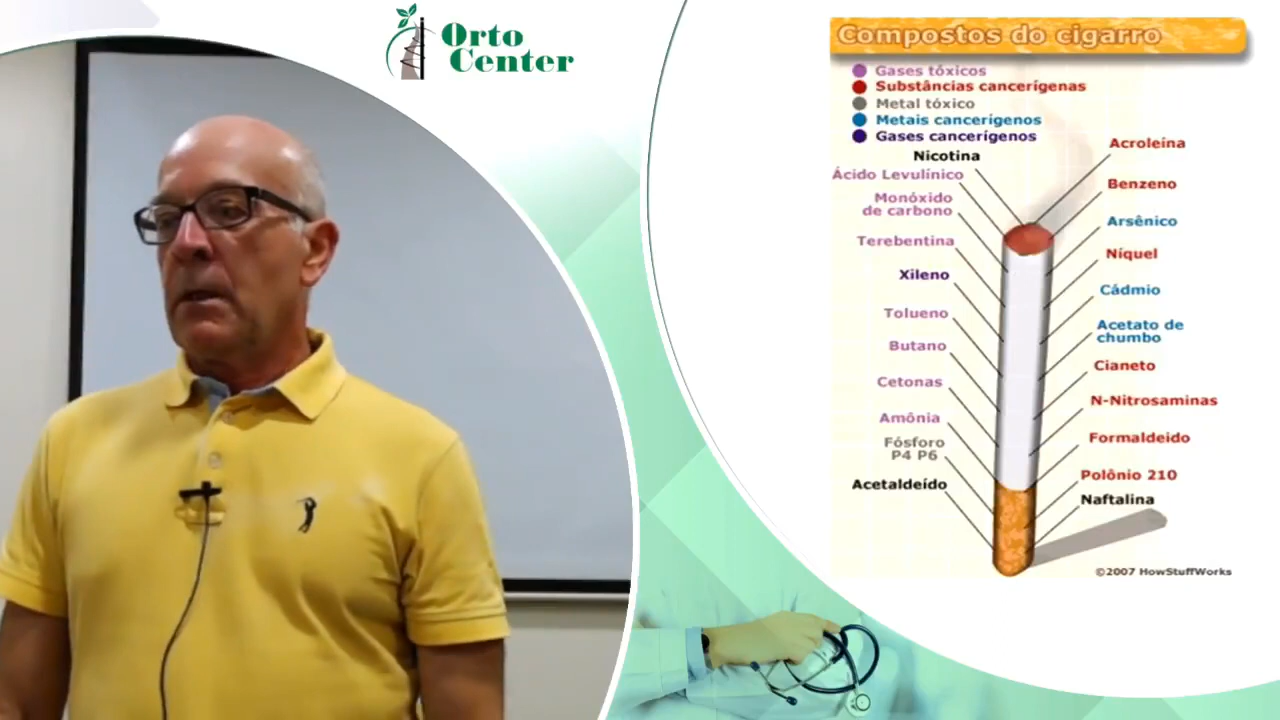 Orto
Center
Compostos do cigarro
Gases tóxicos
Substâncias cancerígenas
Metal tóxico
Metais cancerígenos
Gases cancerígenos
Nicotina
Ácido Levulínico
Monóxido
de carbono
Terebentina
Xileno
Tolueno
Butano
Cetonas
Amônia
Fósforo
P4 P6
Acetaldeído
Acroleína
Benzeno
Arsênico
Níquel
Cádmio
Acetato de
chumbo
Cianeto
N-Nitrosaminas
Formaldeido
Polônio 210
Naftalina
©2007 HowStuffWorks